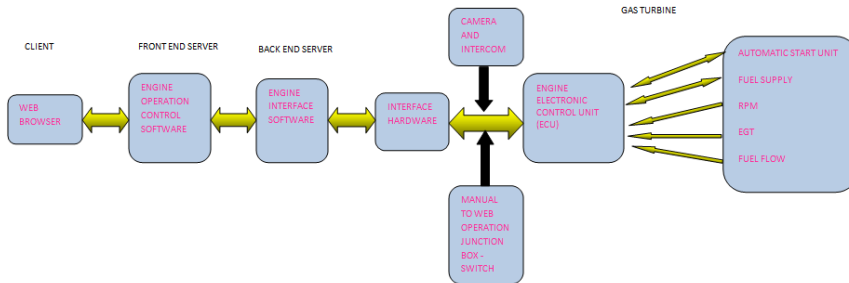 GAS TURBINE
CLIENT
FRONT END SERVER
BACK END SERVER
WEB
BROWSER
ENGINE
OPERATION
CONTROL
SOFTWARE
ENGINE
INTERFACE
SOFTWARE
INTERFACE
HARDWARE
CAMERA
AND
INTERCOM
MANUAL
TO WEB
OPERATION
JUNCTION
BOX -
SWITCH
ENGINE
ELECTRONIC
CONTROL UNIT
(ECU)
AUTOMATIC START UNIT
FUEL SUPPLY
RPM
EGT
FUEL FLOW